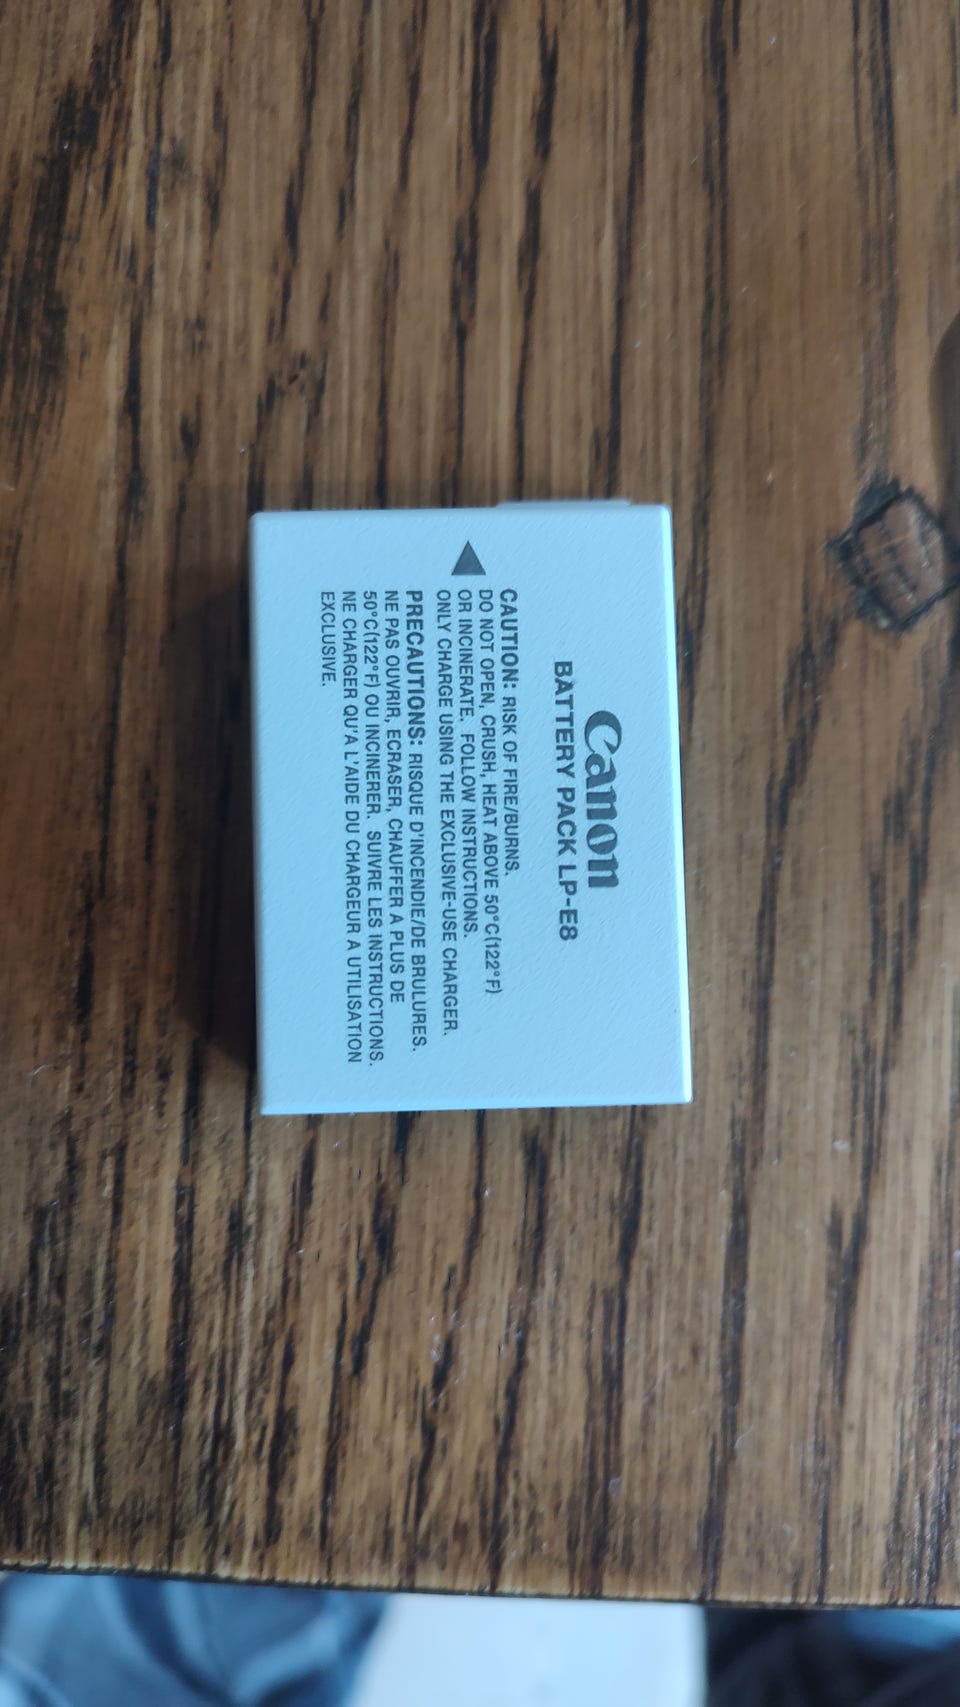 Canon
BATTERY PACK LP-E8
CAUTION: RISK OF FIRE/BURNS.
DO NOT OPEN, CRUSH, HEAT ABOVE 50°C(122°F)
OR INCINERATE. FOLLOW INSTRUCTIONS.
ONLY CHARGE USING THE EXCLUSIVE-USE CHARGER.
PRECAUTIONS: RISQUE D'INCENDIE/DE BRULURES.
NE PAS OUVRIR, ECRASER, CHAUFFER A PLUS DE
50°C(122°F) OU INCINERER. SUIVRE LES INSTRUCTIONS.
NE CHARGER QU'A L'AIDE DU CHARGEUR A UTILISATION
EXCLUSIVE.